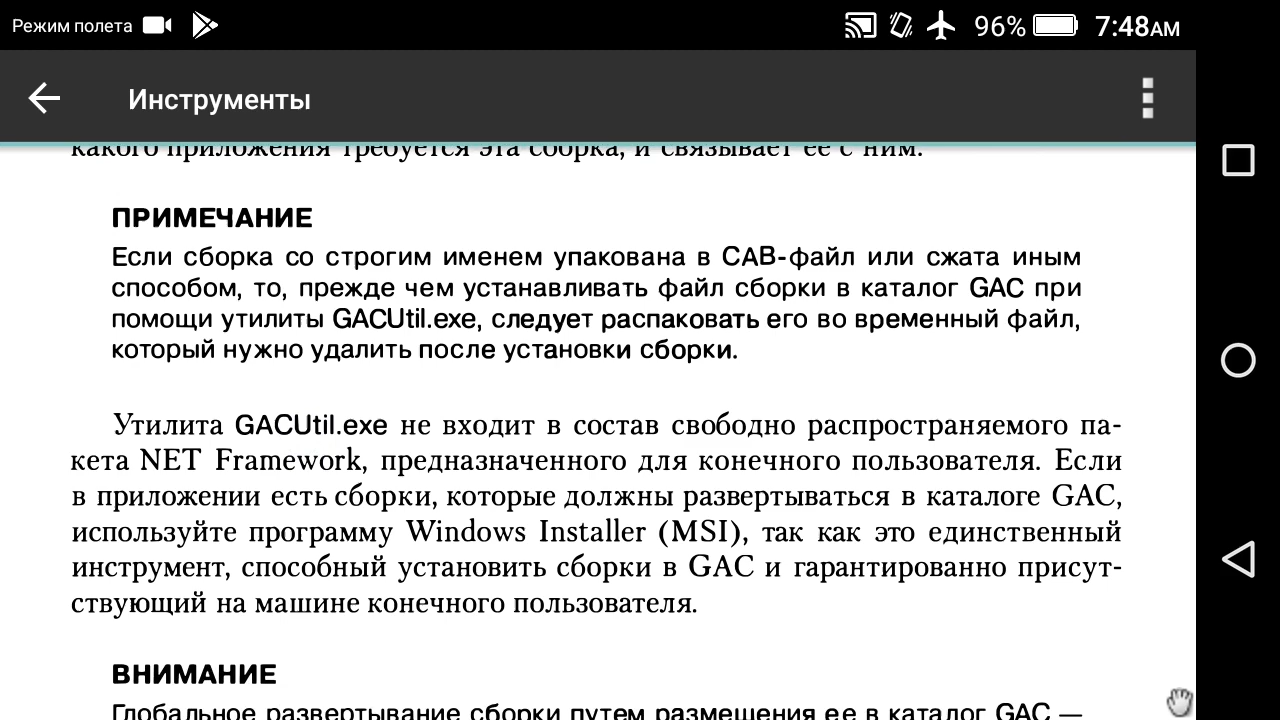 Режим полета 96% 7:48AM
Инструменты
какого приложения требуется эта сборка, и связывает ее с ним.
ПРИМЕЧАНИЕ
Если сборка со строгим именем упакована в CAB-файл или сжата иным
способом, то, прежде чем устанавливать файл сборки в каталог GAC при
помощи утилиты GACUtil.exe, следует распаковать его во временный файл,
который нужно удалить после установки сборки.
Утилита GACUtil.exe не входит в состав свободно распространяемого па-
кета NET Framework, предназначенного для конечного пользователя. Если
в приложении есть сборки, которые должны развертываться в каталоге GAC,
используйте программу Windows Installer (MSI), так как это единственный
инструмент, способный установить сборки в GAC и гарантированно присут-
ствующий на машине конечного пользователя.
ВНИМАНИЕ
Глобальное развертывание сборки путем размещения ее в каталог GAC —